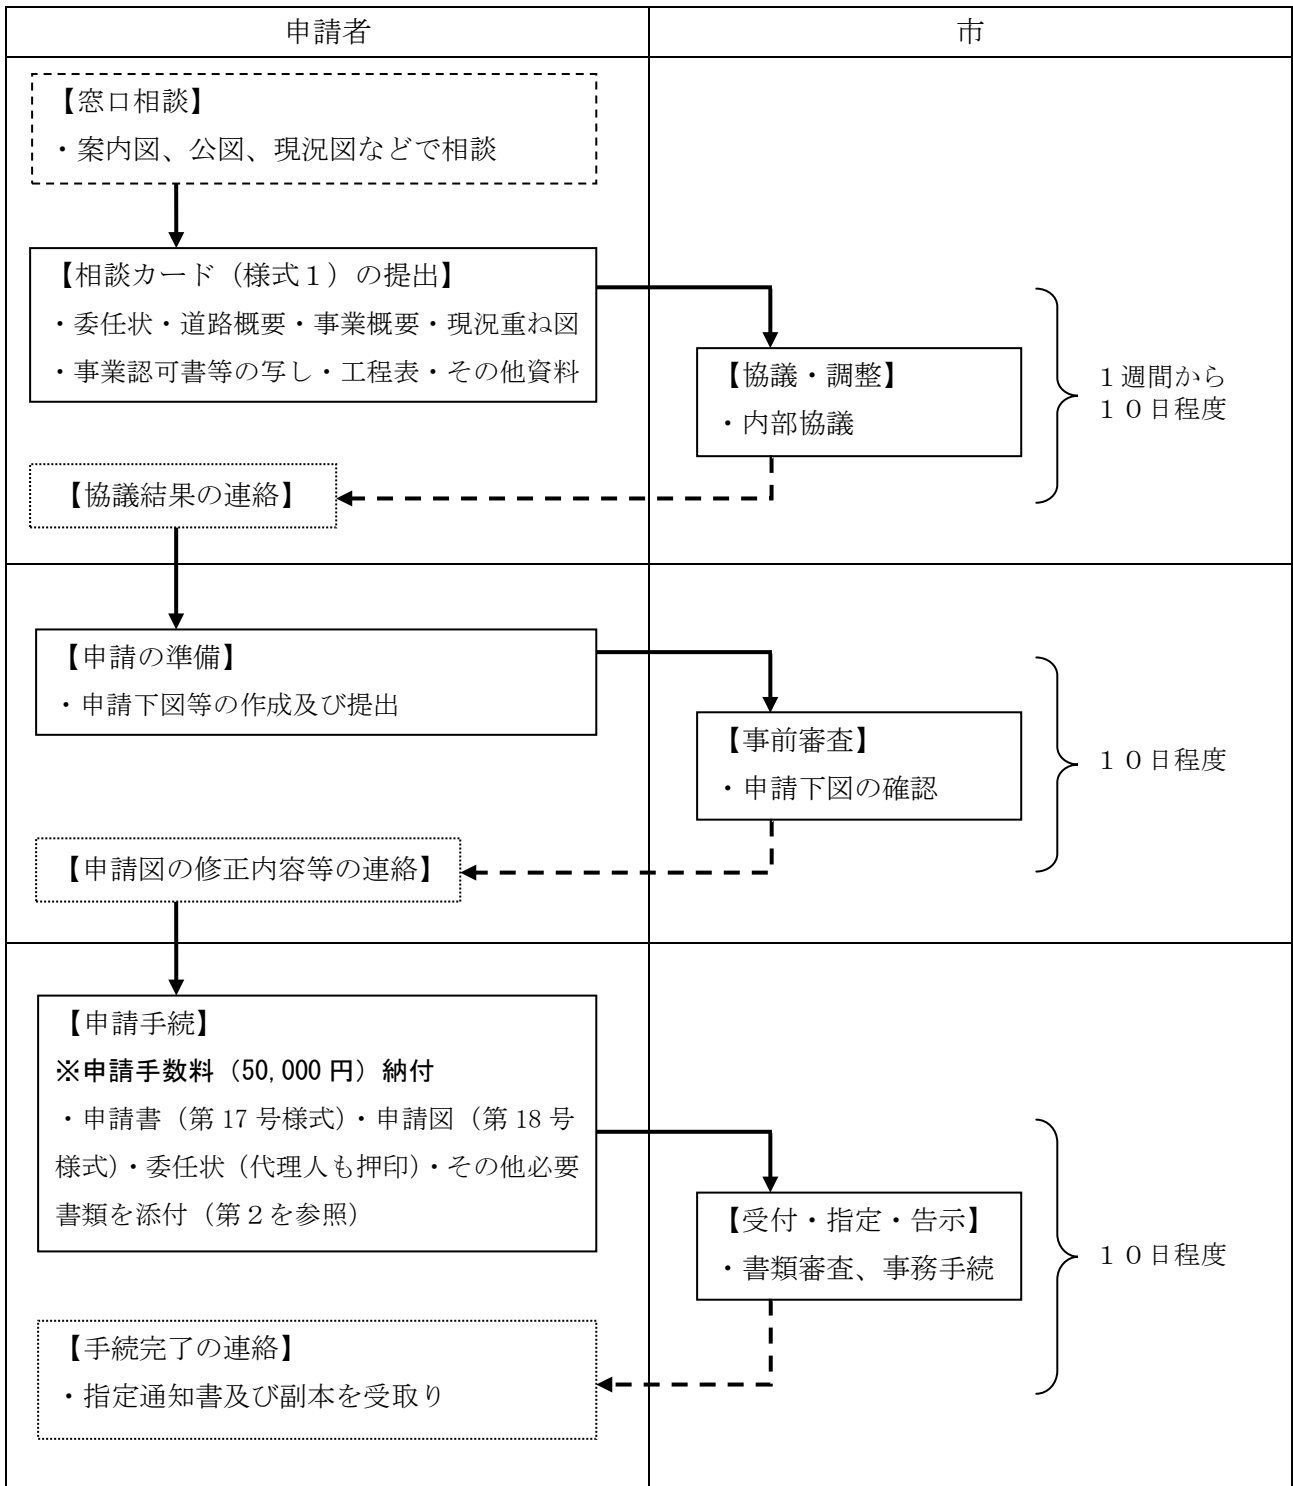 申請者
市
【窓口相談】
・案内図、公図、現況図などで相談
【相談カード（様式１）の提出】
・委任状・道路概要・事業概要・現況重ね図
・事業認可書等の写し・工程表・その他資料
【協議・調整】
・内部協議
１週間から
１０日程度
【協議結果の連絡】
【申請の準備】
・申請下図等の作成及び提出
【事前審査】
・申請下図の確認
１０日程度
【申請図の修正内容等の連絡】
【申請手続】
※申請手数料（50,000 円）納付
・申請書（第 17 号様式）・申請図（第 18 号
様式）・委任状（代理人も押印）・その他必要
書類を添付（第２を参照）
【受付・指定・告示】
・書類審査、事務手続
１０日程度
【手続完了の連絡】
・指定通知書及び副本を受取り